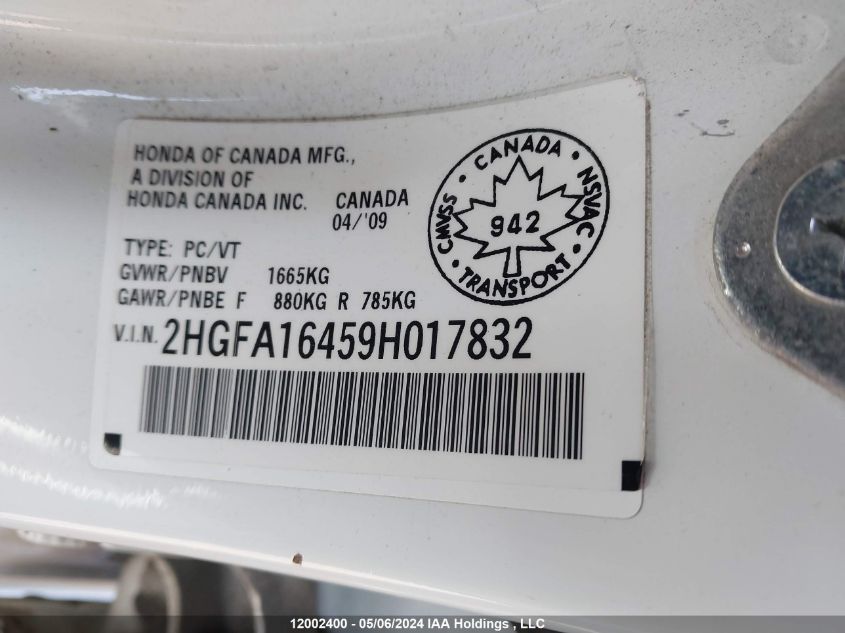 HONDA OF CANADA MFG.,
A DIVISION OF
HONDA CANADA INC. CANADA
04/'09
TYPE: PC/VT
GVWR/PNBV 1665KG
GAWR/PNBE F 880KG R 785KG
V.I.N. 2HGFA16459H017832
CMVSS • CANADA • NSVAC • TRANSPORT •
942
12002400 - 05/06/2024 IAA Holdings , LLC